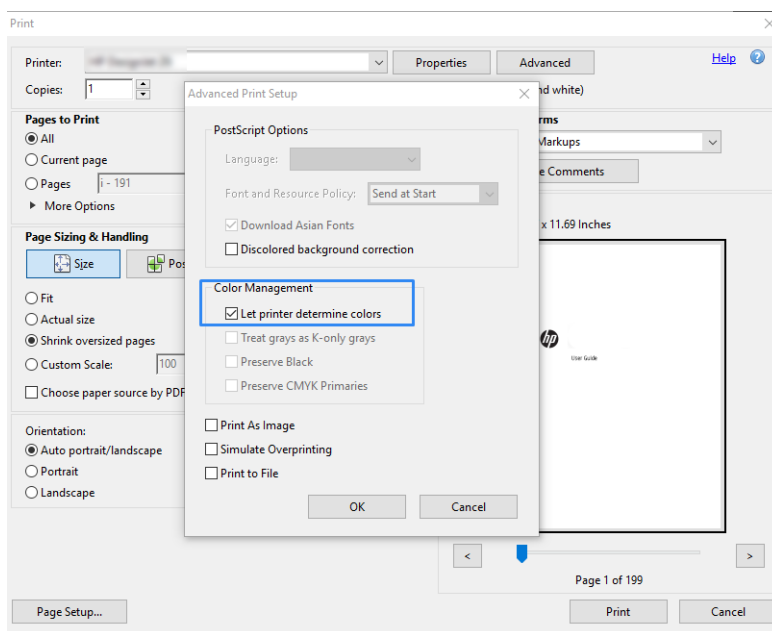 Print
Printer:
Properties
Advanced
Help
Copies:
1
nd white)
Advanced Print Setup
Pages to Print
All
Current page
Pages
i - 191
More Options
PostScript Options
Language:
Font and Resource Policy:
Send at Start
Download Asian Fonts
Discolored background correction
rms
Markups
e Comments
Page Sizing & Handling
Size
Pos
Fit
Actual size
Shrink oversized pages
Custom Scale:
100
Choose paper source by PDF
Color Management
Let printer determine colors
Treat grays as K-only grays
Preserve Black
Preserve CMYK Primaries
Print As Image
Simulate Overprinting
Print to File
x 11.69 Inches
hp
User Guide
Orientation:
Auto portrait/landscape
Portrait
Landscape
OK
Cancel
<
>
Page 1 of 199
Page Setup...
Print
Cancel